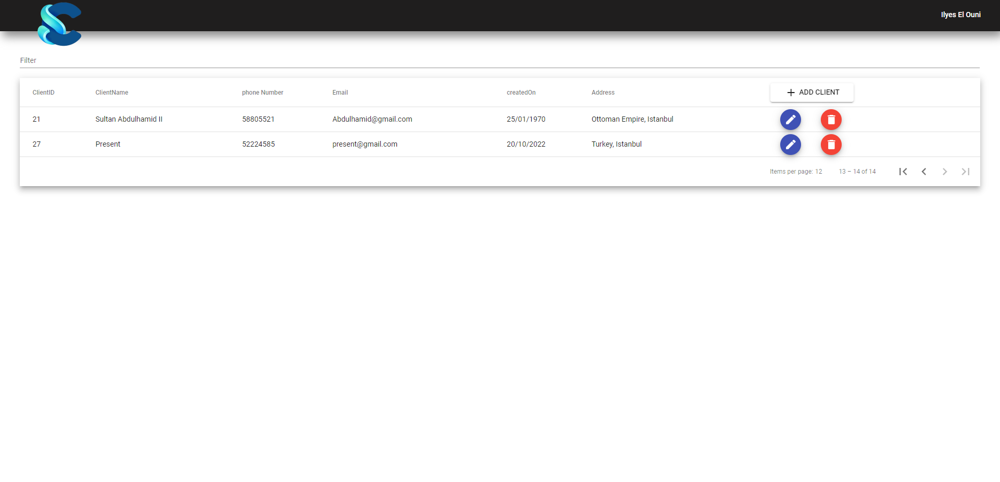 Ilyes El Ouni
Filter
ClientID ClientName phone Number Email createdOn Address ADD CLIENT
21 Sultan Abdulhamid II 58805521 Abdulhamid@gmail.com 25/01/1970 Ottoman Empire, Istanbul
27 Present 52224585 present@gmail.com 20/10/2022 Turkey, Istanbul
Items per page: 12 13 – 14 of 14